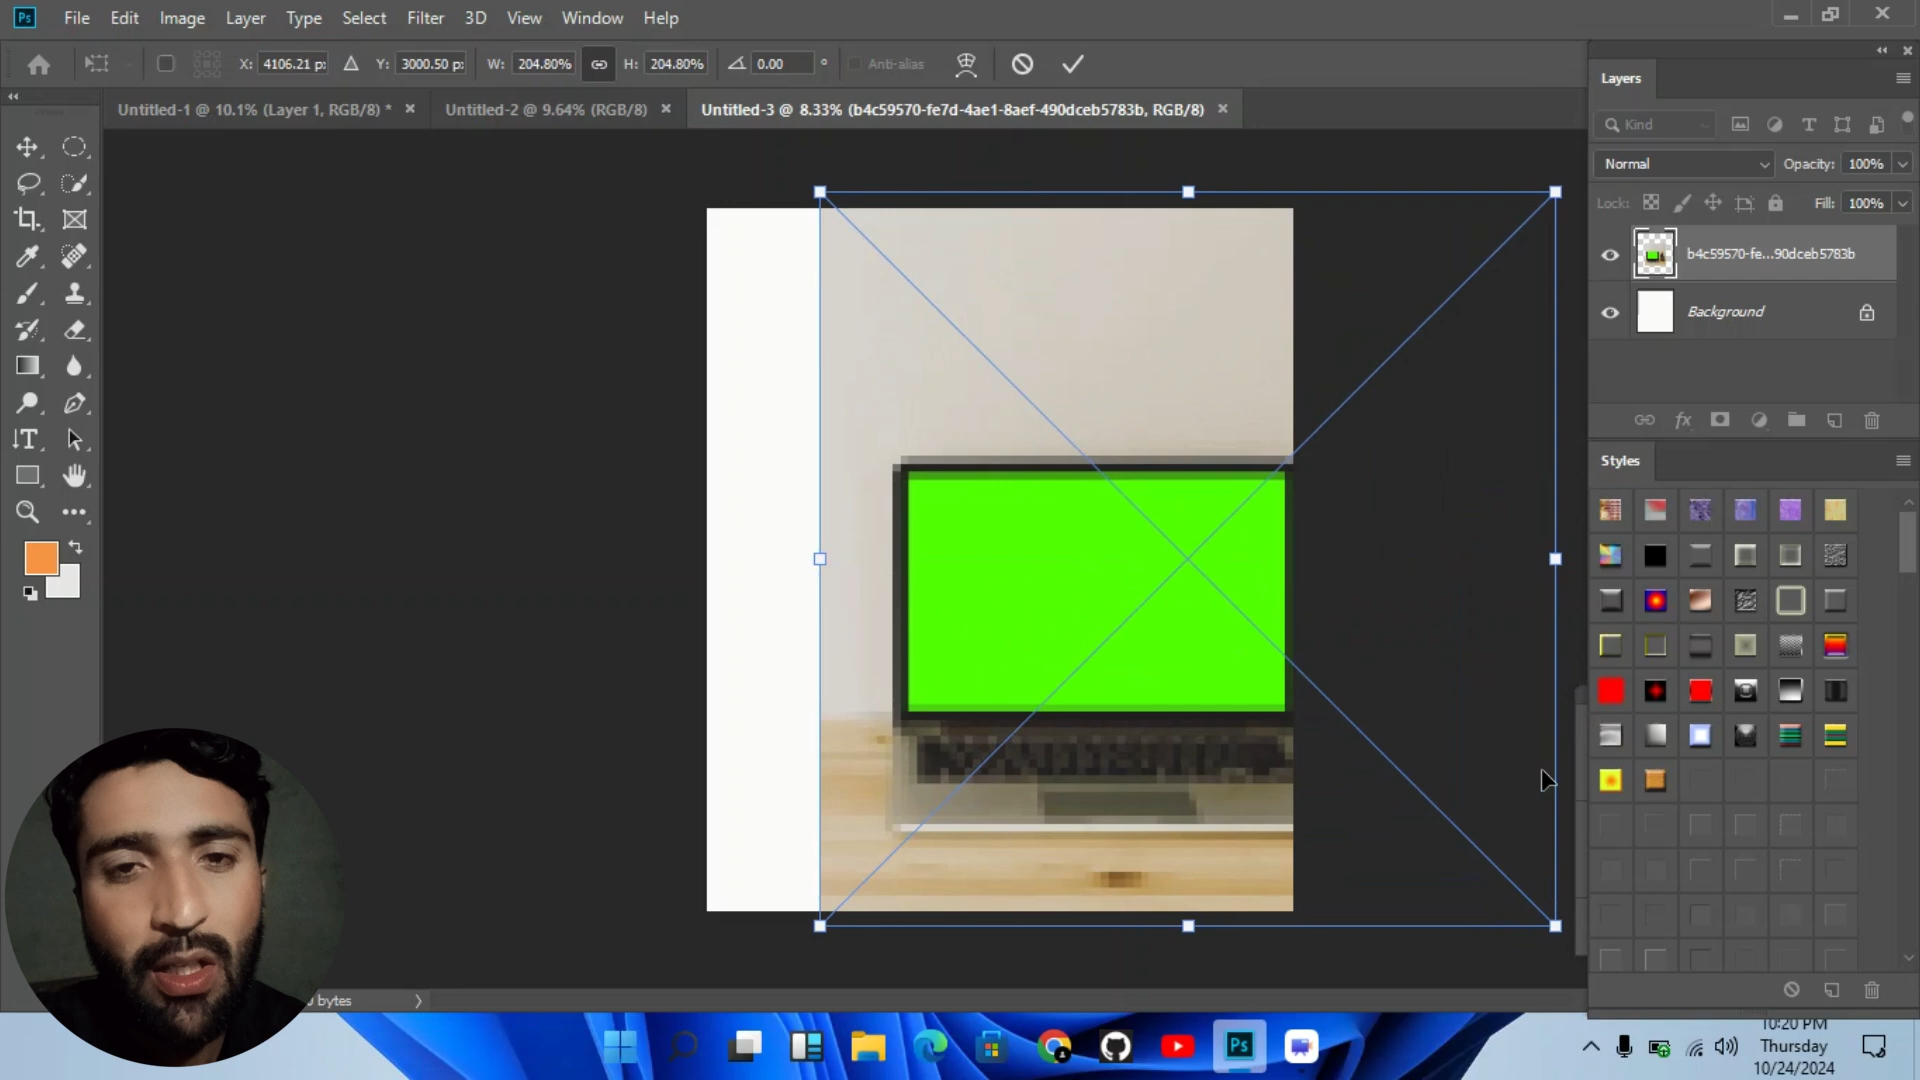 Ps File Edit Image Layer Type Select Filter 3D View Window Help
X: 4106.21 p: Y: 3000.50 p: W: 204.80% H: 204.80% 0.00 ° Anti-alias
Untitled-1 @ 10.1% (Layer 1, RGB/8) * Untitled-2 @ 9.64% (RGB/8) Untitled-3 @ 8.33% (b4c59570-fe7d-4ae1-8aef-490dceb5783b, RGB/8)
Layers
Kind
Normal Opacity: 100%
Lock: Fill: 100%
b4c59570-fe...90dceb5783b
Background
Styles
bytes
Ps
10:20 PM
Thursday
10/24/2024